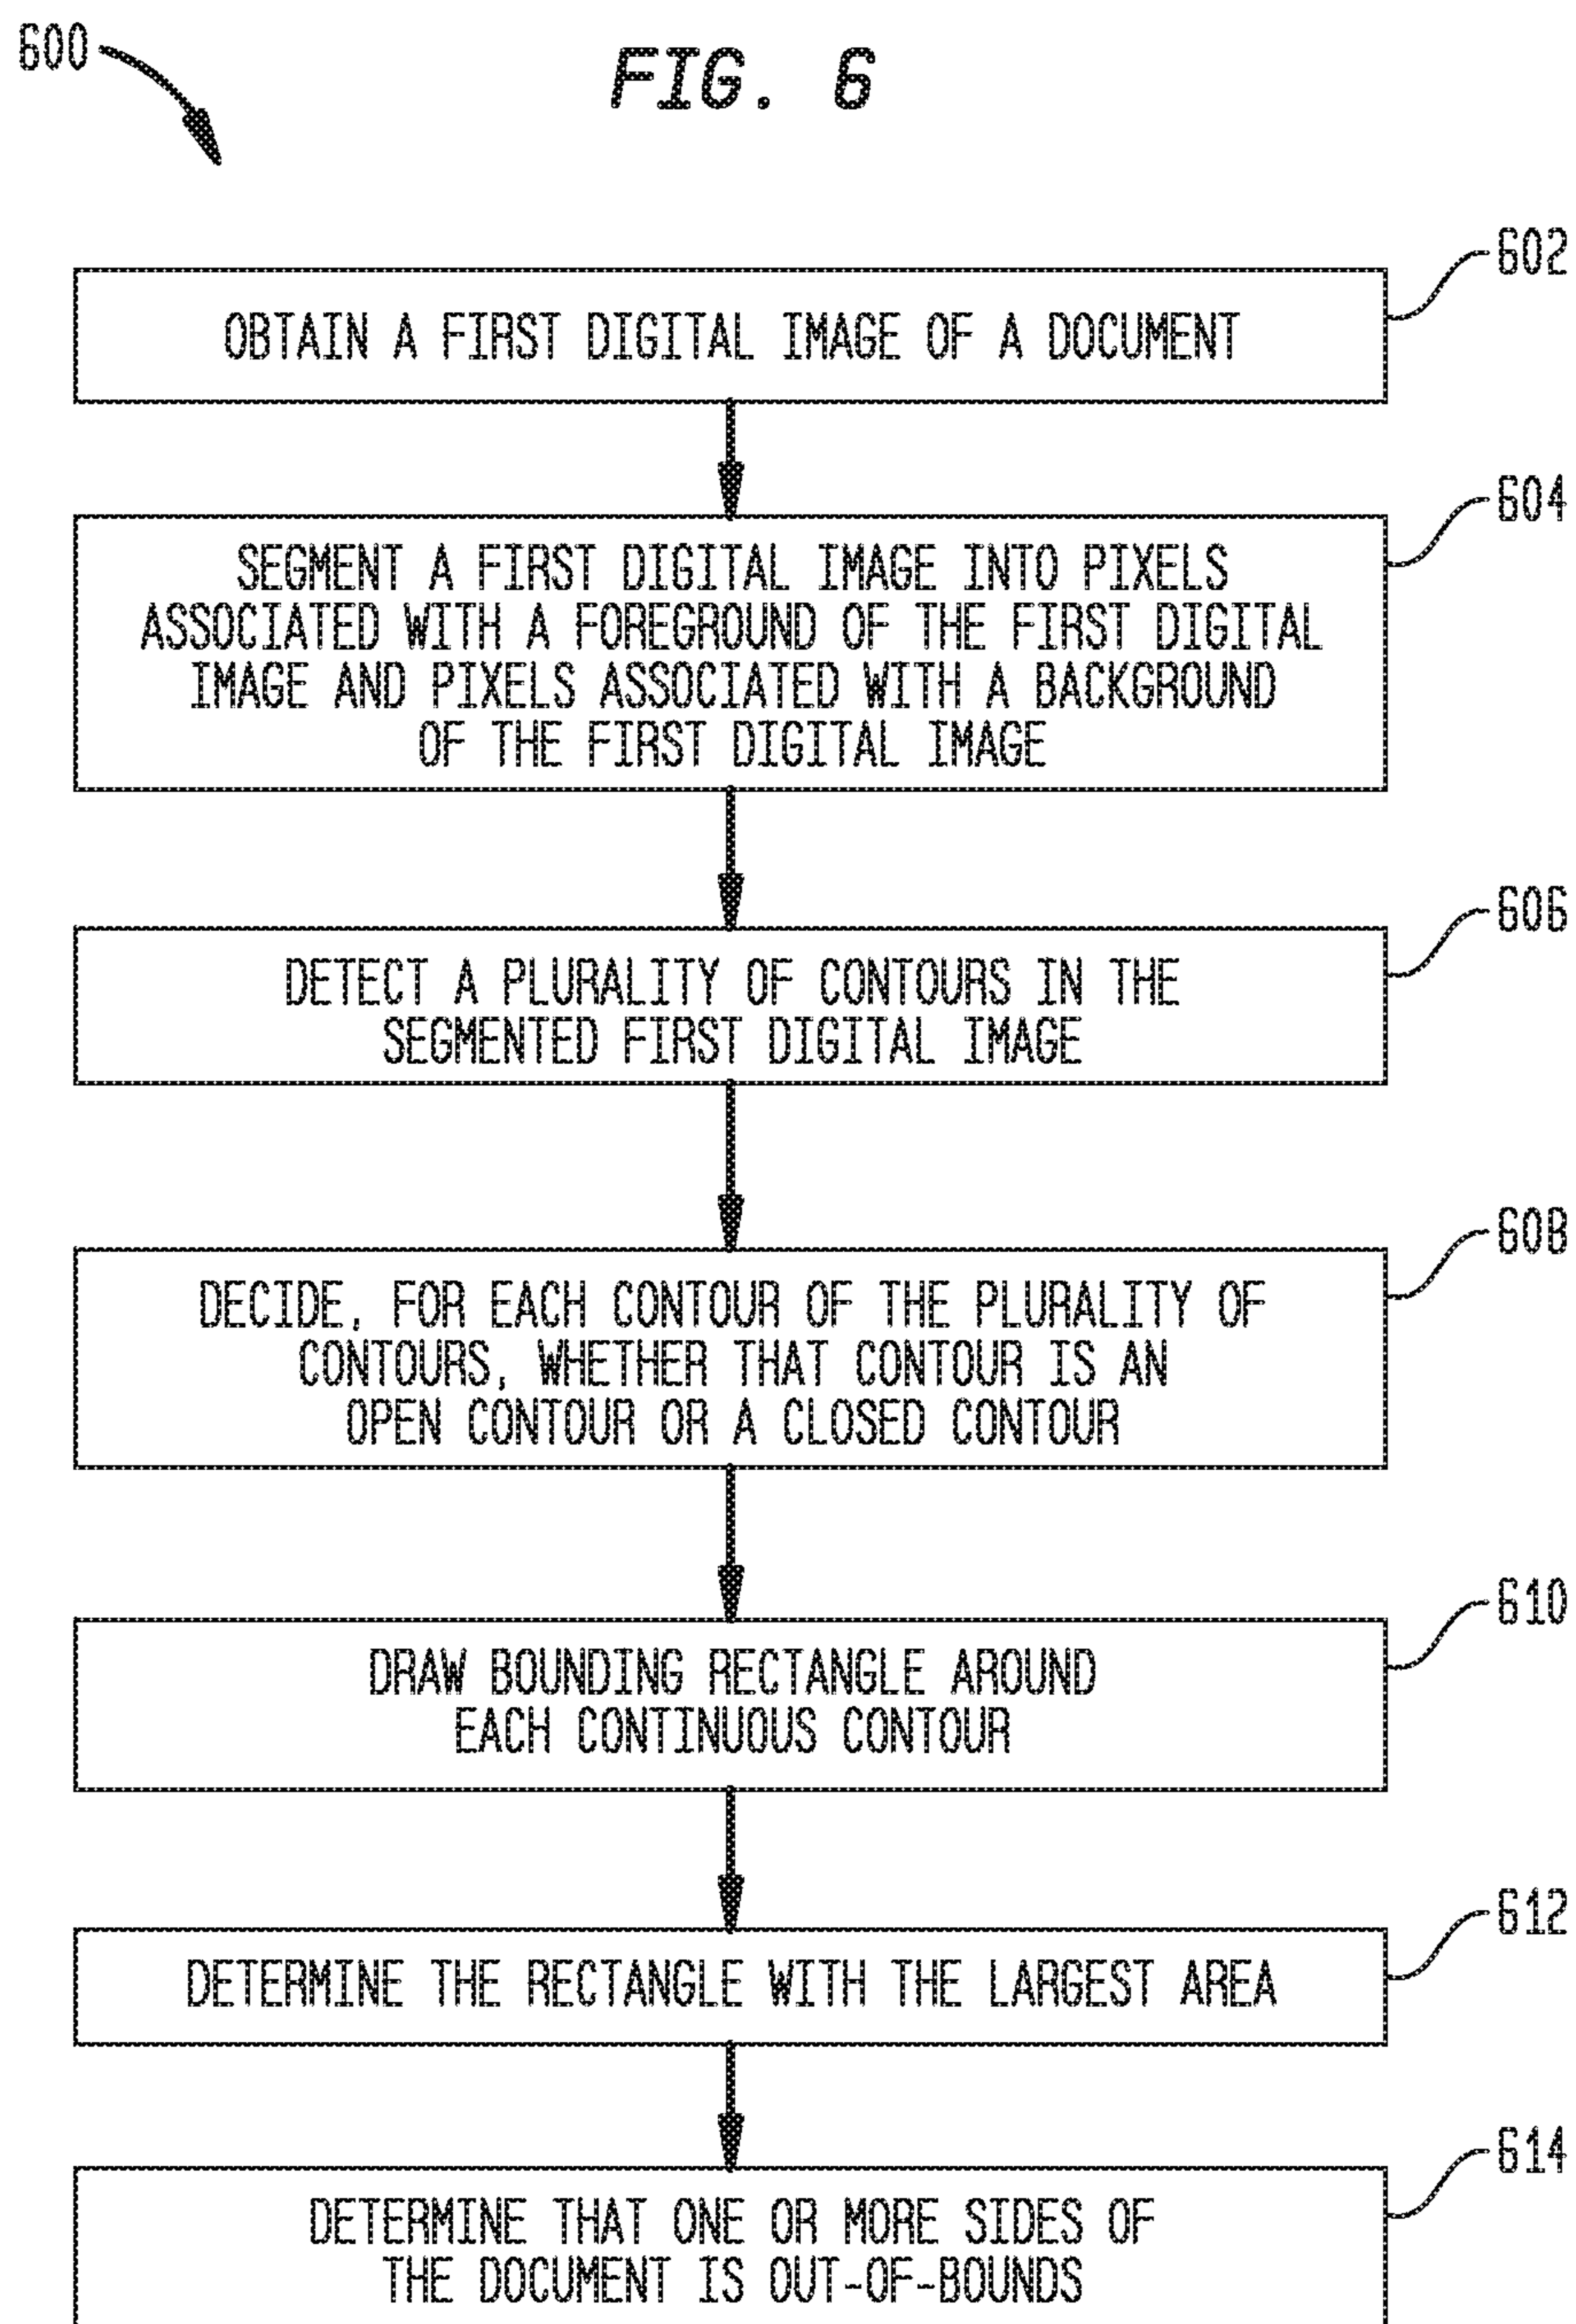 600
FIG. 6
602
OBTAIN A FIRST DIGITAL IMAGE OF A DOCUMENT
604
SEGMENT A FIRST DIGITAL IMAGE INTO PIXELS
ASSOCIATED WITH A FOREGROUND OF THE FIRST DIGITAL
IMAGE AND PIXELS ASSOCIATED WITH A BACKGROUND
OF THE FIRST DIGITAL IMAGE
606
DETECT A PLURALITY OF CONTOURS IN THE
SEGMENTED FIRST DIGITAL IMAGE
608
DECIDE, FOR EACH CONTOUR OF THE PLURALITY OF
CONTOURS, WHETHER THAT CONTOUR IS AN
OPEN CONTOUR OR A CLOSED CONTOUR
610
DRAW BOUNDING RECTANGLE AROUND
EACH CONTINUOUS CONTOUR
612
DETERMINE THE RECTANGLE WITH THE LARGEST AREA
614
DETERMINE THAT ONE OR MORE SIDES OF
THE DOCUMENT IS OUT-OF-BOUNDS